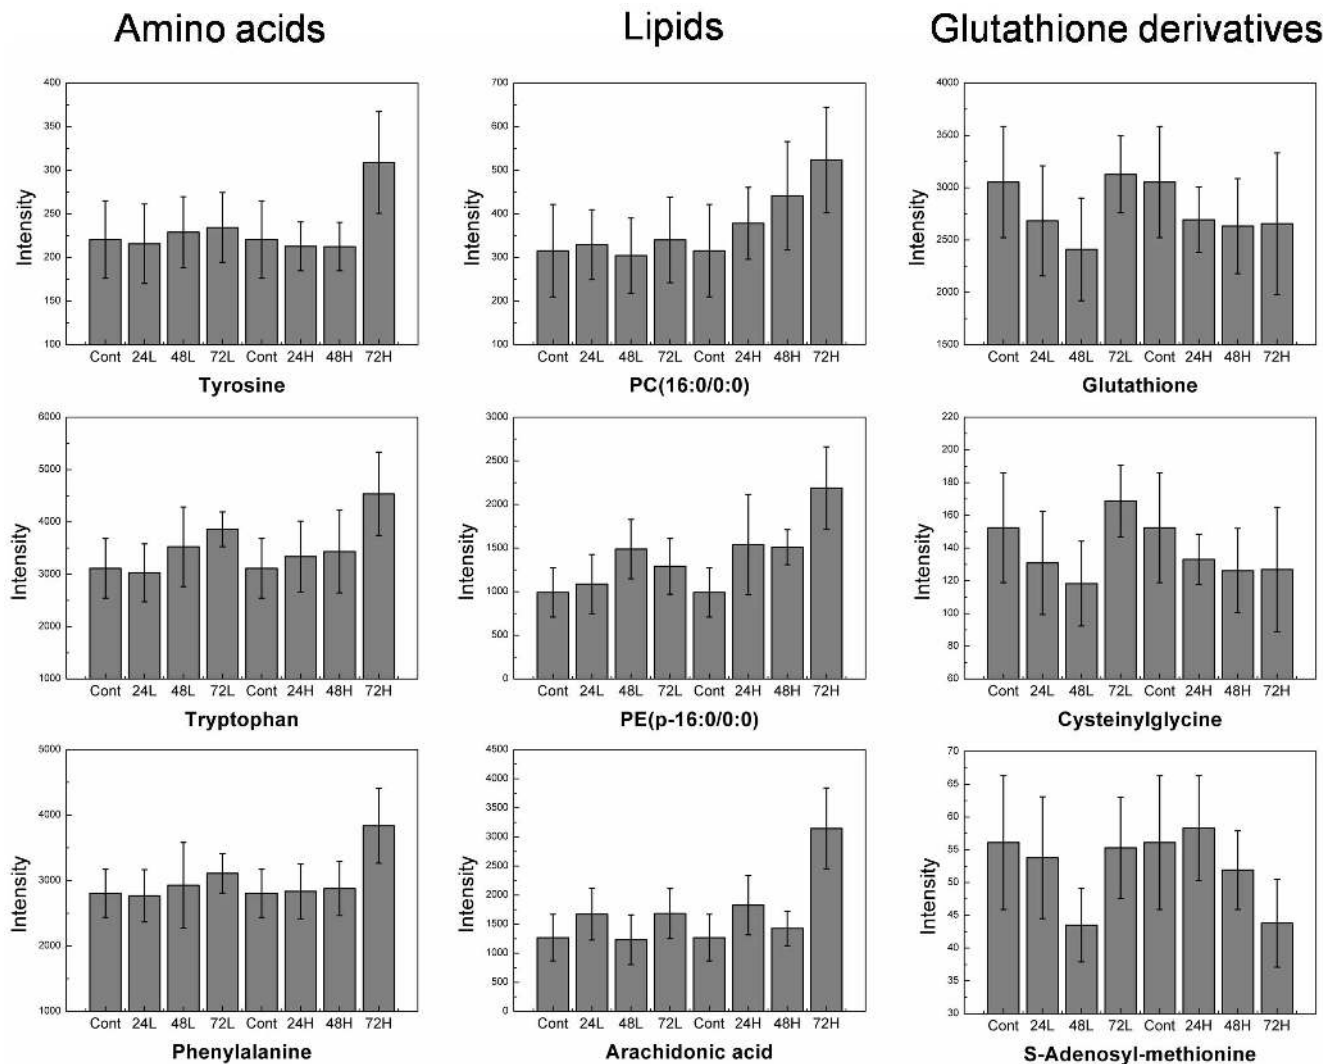 Amino acids
Lipids
Glutathione derivatives
400
350
300
250
200
150
100
Intensity
Cont 24L 48L 72L Cont 24H 48H 72H
Tyrosine
700
600
500
400
300
200
100
Intensity
Cont 24L 48L 72L Cont 24H 48H 72H
PC(16:0/0:0)
4000
3500
3000
2500
2000
1500
Intensity
Cont 24L 48L 72L Cont 24H 48H 72H
Glutathione
6000
5000
4000
3000
2000
1000
Intensity
Cont 24L 48L 72L Cont 24H 48H 72H
Tryptophan
3000
2500
2000
1500
1000
500
0
Intensity
Cont 24L 48L 72L Cont 24H 48H 72H
PE(p-16:0/0:0)
220
200
180
160
140
120
100
80
60
Intensity
Cont 24L 48L 72L Cont 24H 48H 72H
Cysteinylglycine
5000
4000
3000
2000
1000
Intensity
Cont 24L 48L 72L Cont 24H 48H 72H
Phenylalanine
4500
4000
3500
3000
2500
2000
1500
1000
500
0
Intensity
Cont 24L 48L 72L Cont 24H 48H 72H
Arachidonic acid
70
65
60
55
50
45
40
35
30
Intensity
Cont 24L 48L 72L Cont 24H 48H 72H
S-Adenosyl-methionine